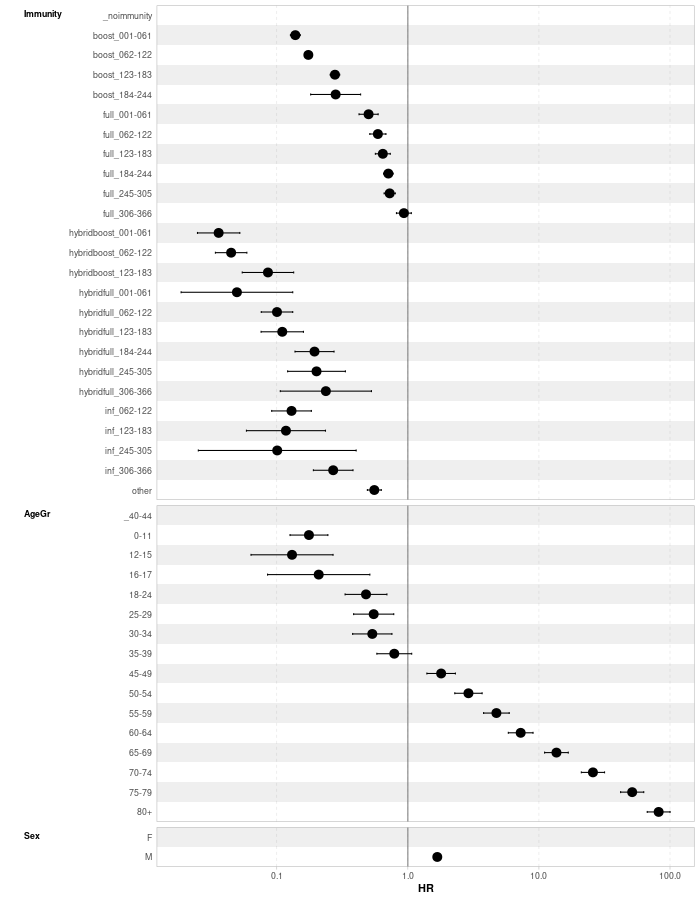 Immunity
_noimmunity
boost_001-061
boost_062-122
boost_123-183
boost_184-244
full_001-061
full_062-122
full_123-183
full_184-244
full_245-305
full_306-366
hybridboost_001-061
hybridboost_062-122
hybridboost_123-183
hybridfull_001-061
hybridfull_062-122
hybridfull_123-183
hybridfull_184-244
hybridfull_245-305
hybridfull_306-366
inf_062-122
inf_123-183
inf_245-305
inf_306-366
other
AgeGr
_40-44
0-11
12-15
16-17
18-24
25-29
30-34
35-39
45-49
50-54
55-59
60-64
65-69
70-74
75-79
80+
Sex
F
M
0.1 1.0 10.0 100.0
HR